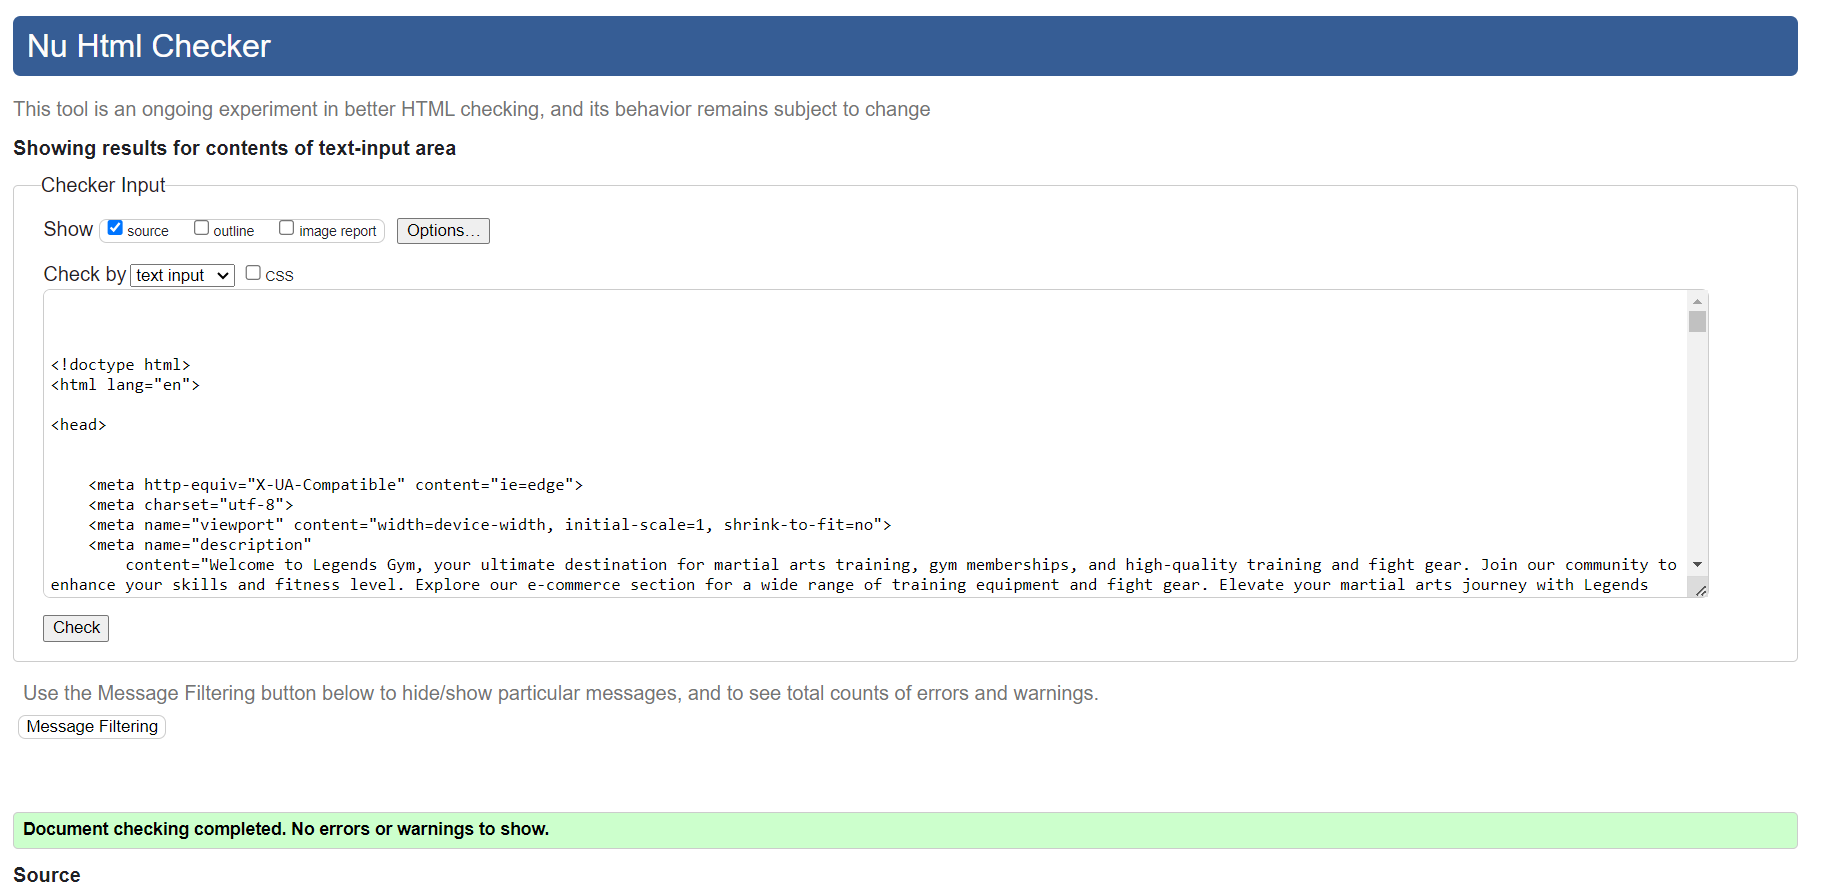 Nu Html Checker
This tool is an ongoing experiment in better HTML checking, and its behavior remains subject to change
Showing results for contents of text-input area
Checker Input
Show source outline image report Options...
Check by text input CSS
<!doctype html>
<html lang="en">
<head>
<meta http-equiv="X-UA-Compatible" content="ie=edge">
<meta charset="utf-8">
<meta name="viewport" content="width=device-width, initial-scale=1, shrink-to-fit=no">
<meta name="description"
content="Welcome to Legends Gym, your ultimate destination for martial arts training, gym memberships, and high-quality training and fight gear. Join our community to
enhance your skills and fitness level. Explore our e-commerce section for a wide range of training equipment and fight gear. Elevate your martial arts journey with Legends
Check
Use the Message Filtering button below to hide/show particular messages, and to see total counts of errors and warnings.
Message Filtering
Document checking completed. No errors or warnings to show.
Source